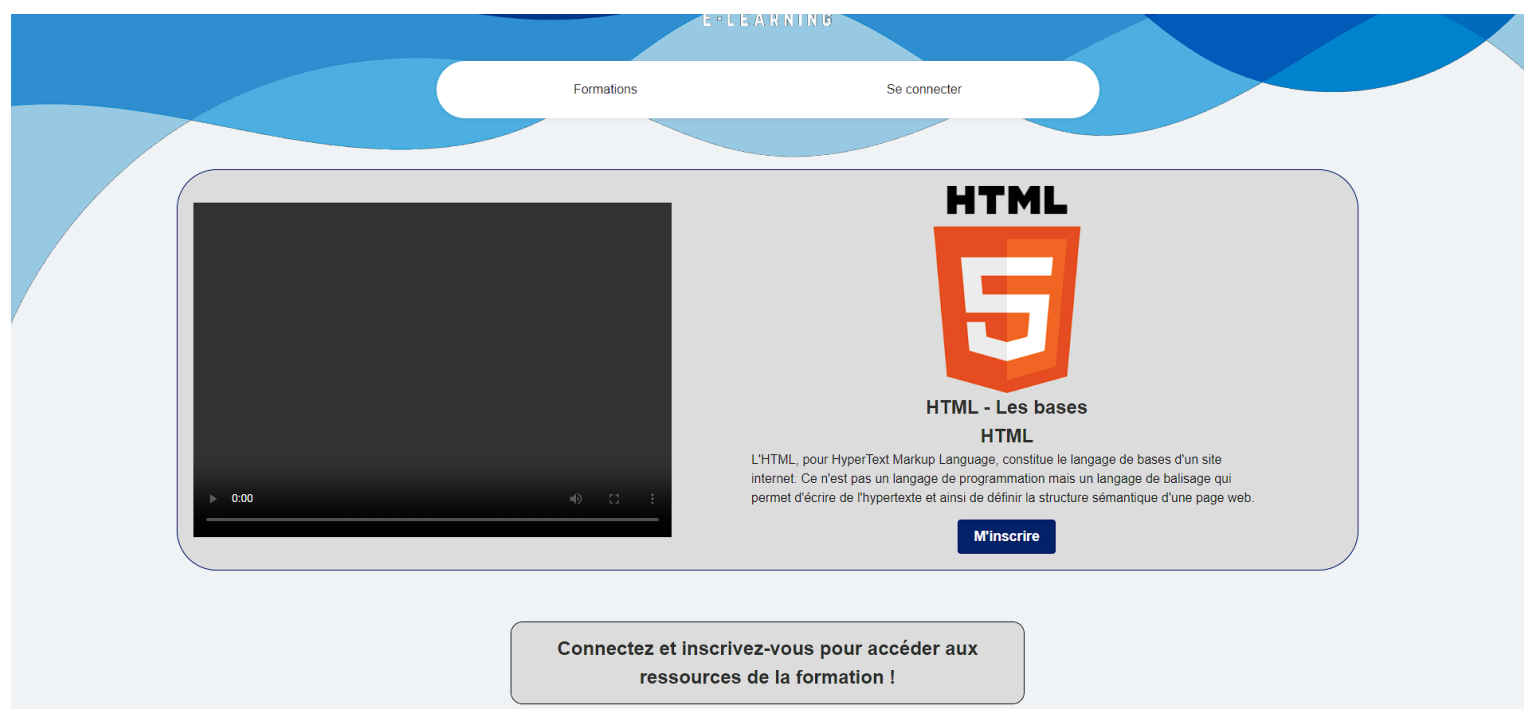 E-LEARNING
Formations
Se connecter
HTML
5
0:00
HTML - Les bases
HTML
L'HTML, pour HyperText Markup Language, constitue le langage de bases d'un site
internet. Ce n'est pas un langage de programmation mais un langage de balisage qui
permet d'écrire de l'hypertexte et ainsi de définir la structure sémantique d'une page web.
M'inscrire
Connectez et inscrivez-vous pour accéder aux
ressources de la formation !